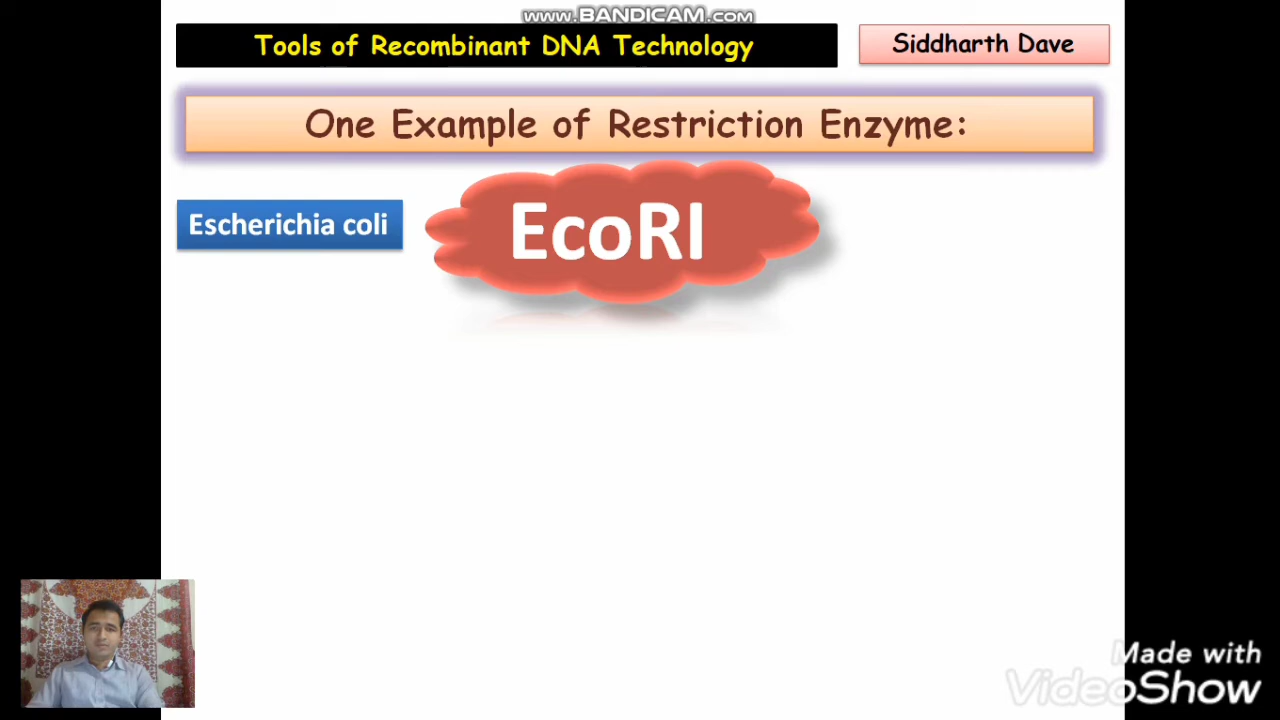 www.BANDICAM.com
Tools of Recombinant DNA Technology
Siddharth Dave
One Example of Restriction Enzyme:
Escherichia coli
EcoRI
Made with
VideoShow